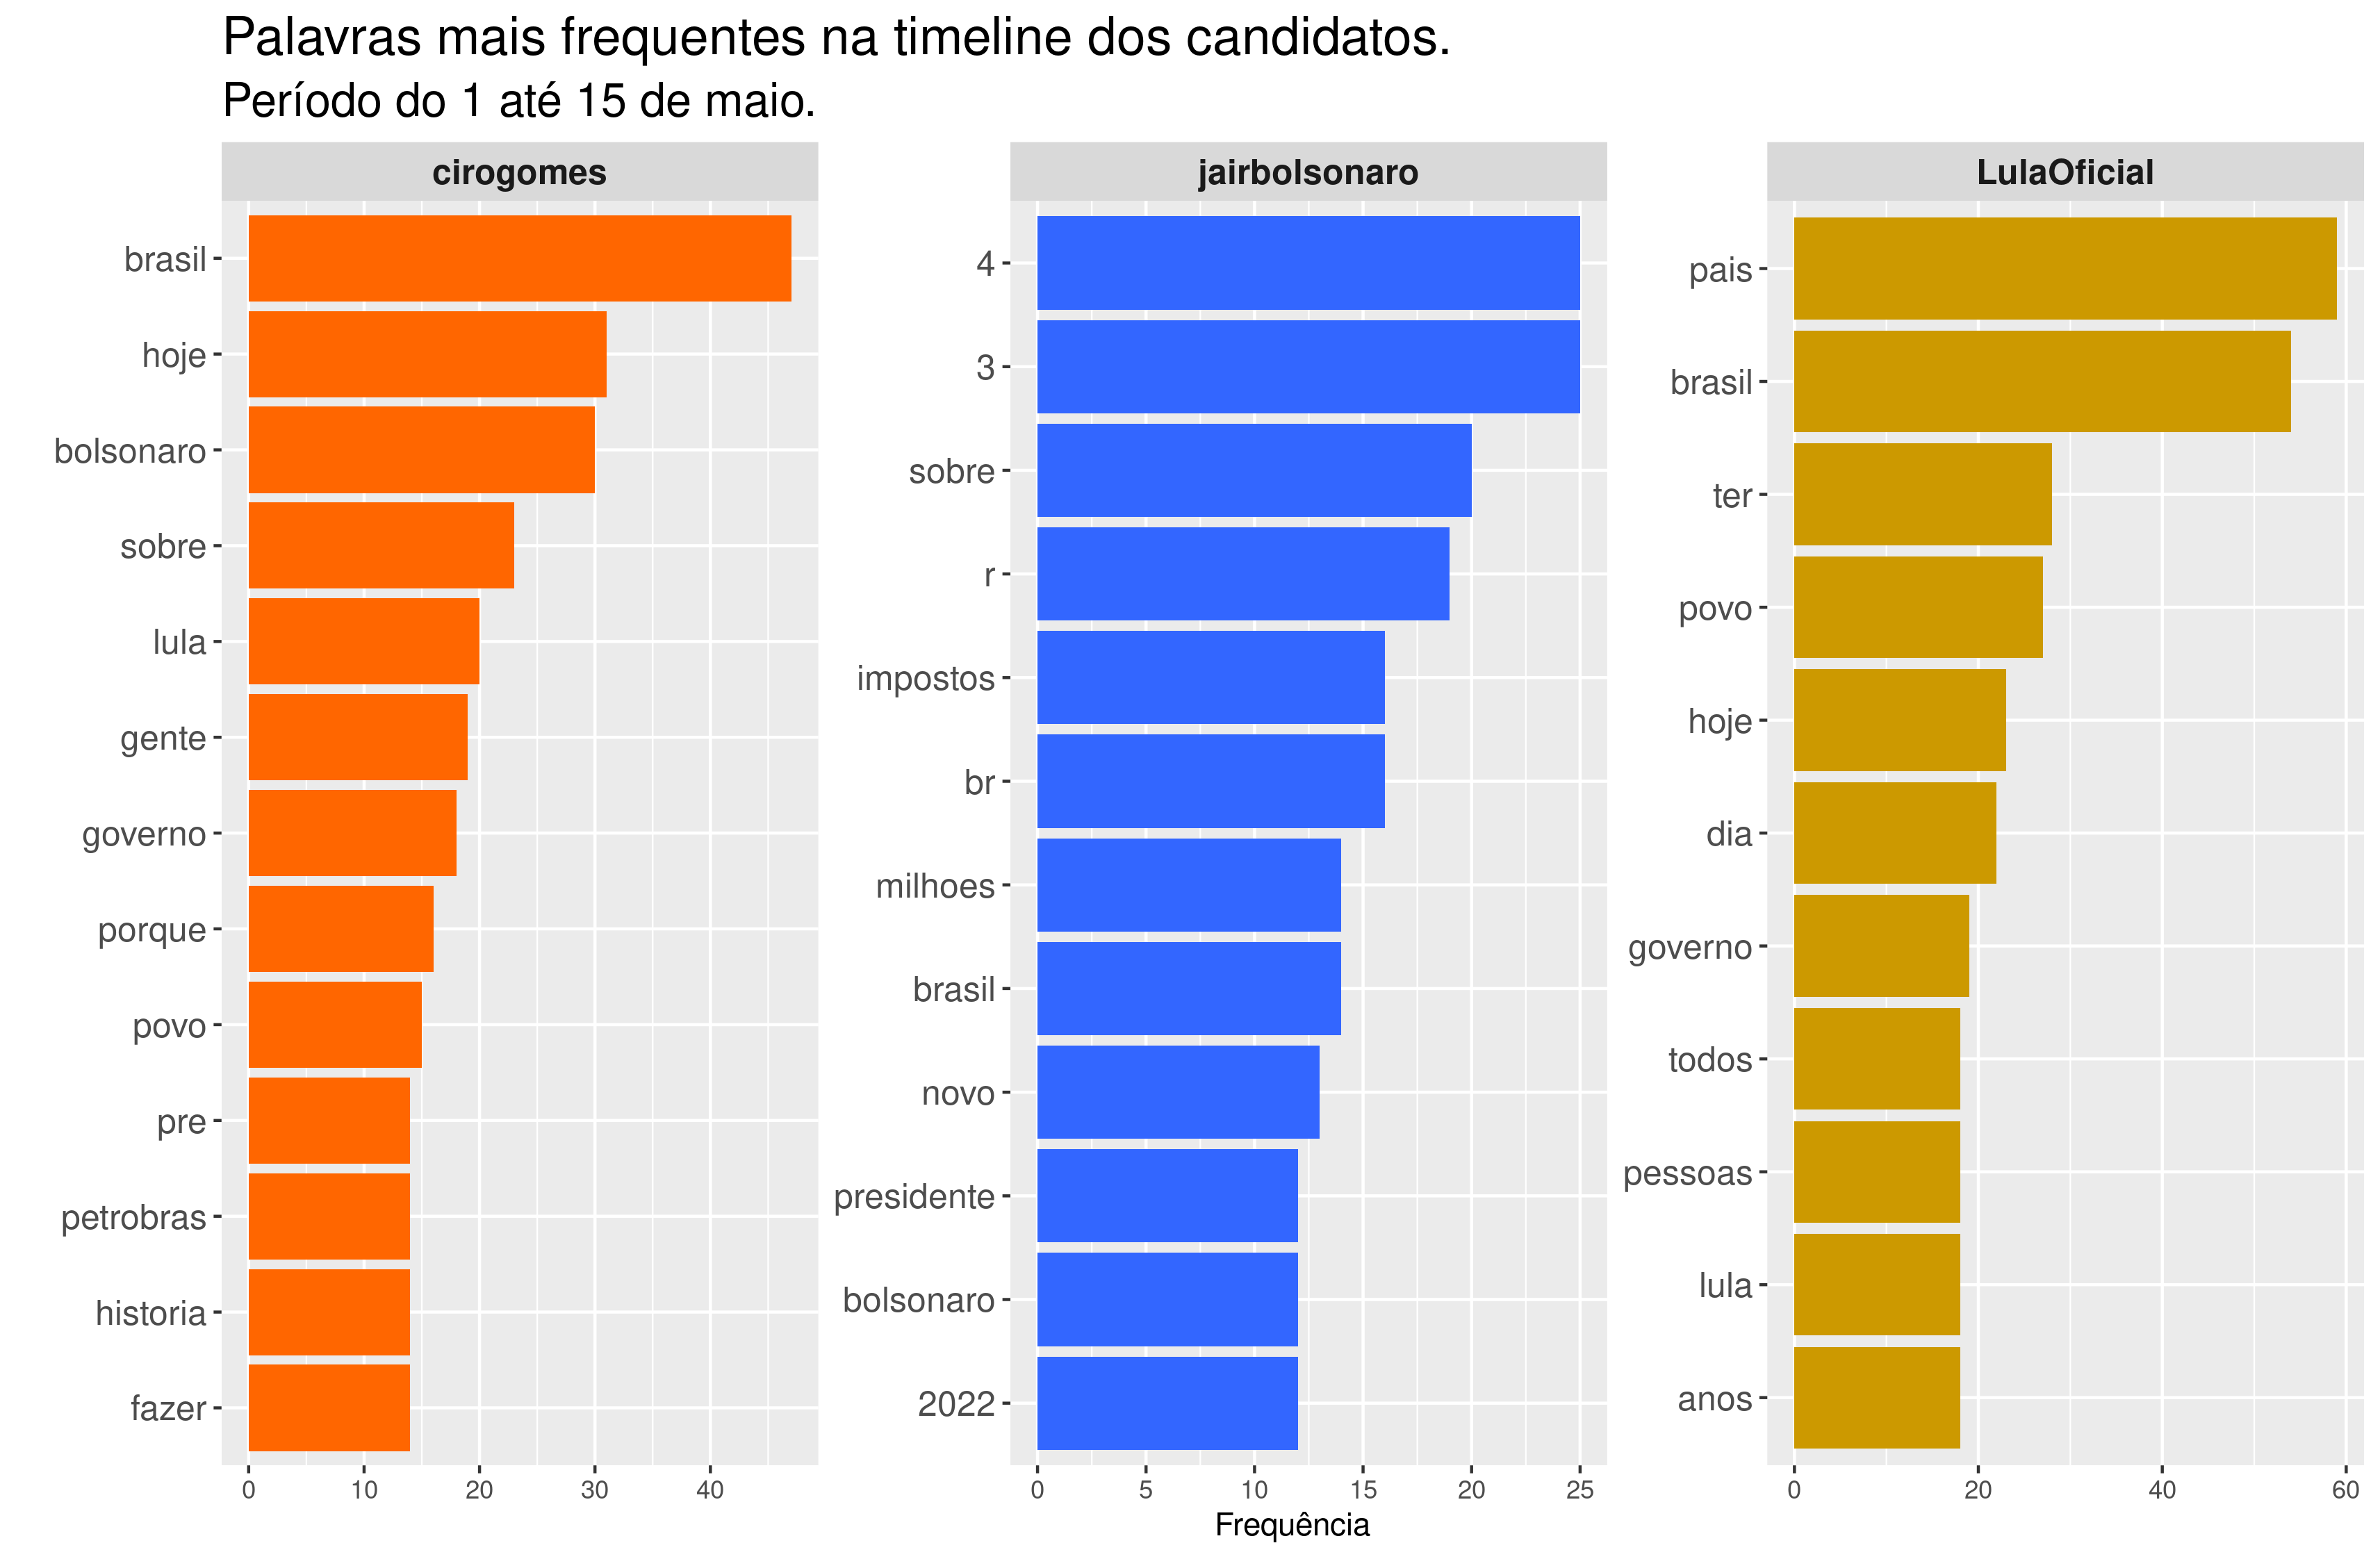 Palavras mais frequentes na timeline dos candidatos.
Período do 1 até 15 de maio.
cirogomes
brasil
hoje
bolsonaro
sobre
lula
gente
governo
porque
povo
pre
petrobras
historia
fazer
0 10 20 30 40
jairbolsonaro
4
3
sobre
r
impostos
br
milhoes
brasil
novo
presidente
bolsonaro
2022
0 5 10 15 20 25
LulaOficial
pais
brasil
ter
povo
hoje
dia
governo
todos
pessoas
lula
anos
0 20 40 60
Frequência